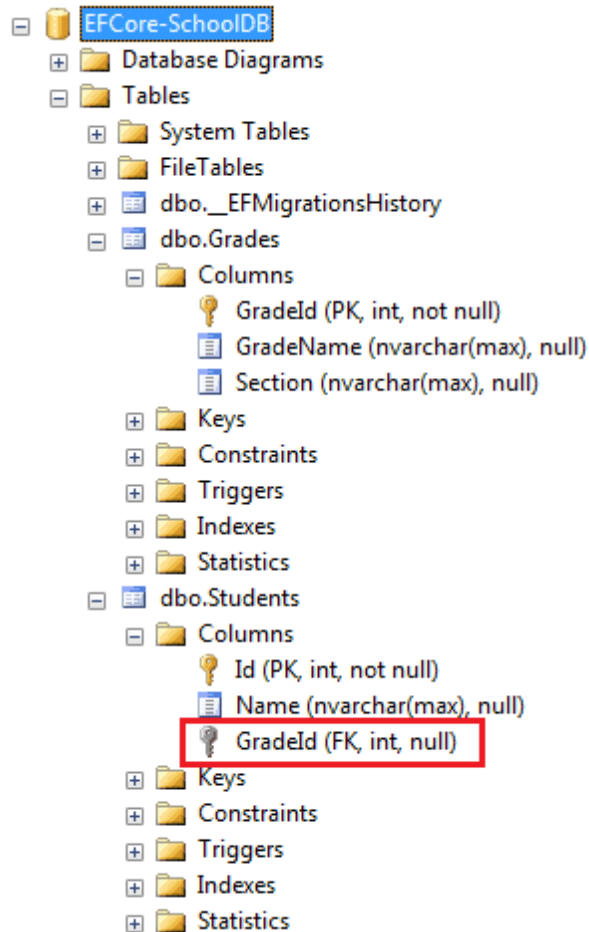 EFCore-SchoolDB
Database Diagrams
Tables
System Tables
FileTables
dbo.__EFMigrationsHistory
dbo.Grades
Columns
GradeId (PK, int, not null)
GradeName (nvarchar(max), null)
Section (nvarchar(max), null)
Keys
Constraints
Triggers
Indexes
Statistics
dbo.Students
Columns
Id (PK, int, not null)
Name (nvarchar(max), null)
GradeId (FK, int, null)
Keys
Constraints
Triggers
Indexes
Statistics